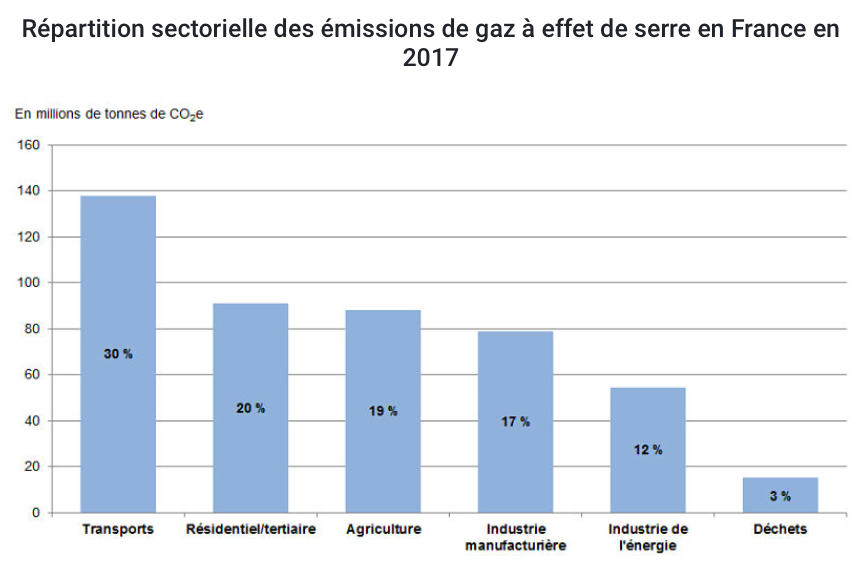 Répartition sectorielle des émissions de gaz à effet de serre en France en
2017
En millions de tonnes de CO₂e
160
140
120
100
80
60
40
20
0
30 %
20 %
19 %
17 %
12 %
3 %
Transports
Résidentiel/tertiaire
Agriculture
Industrie
manufacturière
Industrie de
l'énergie
Déchets